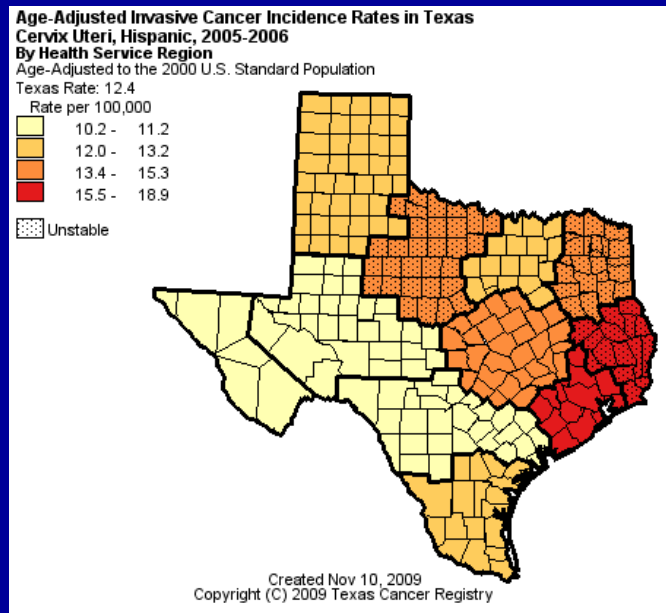 Age-Adjusted Invasive Cancer Incidence Rates in Texas
Cervix Uteri, Hispanic, 2005-2006
By Health Service Region
Age-Adjusted to the 2000 U.S. Standard Population
Texas Rate: 12.4
Rate per 100,000
10.2 - 11.2
12.0 - 13.2
13.4 - 15.3
15.5 - 18.9
Unstable
Created Nov 10, 2009
Copyright (C) 2009 Texas Cancer Registry